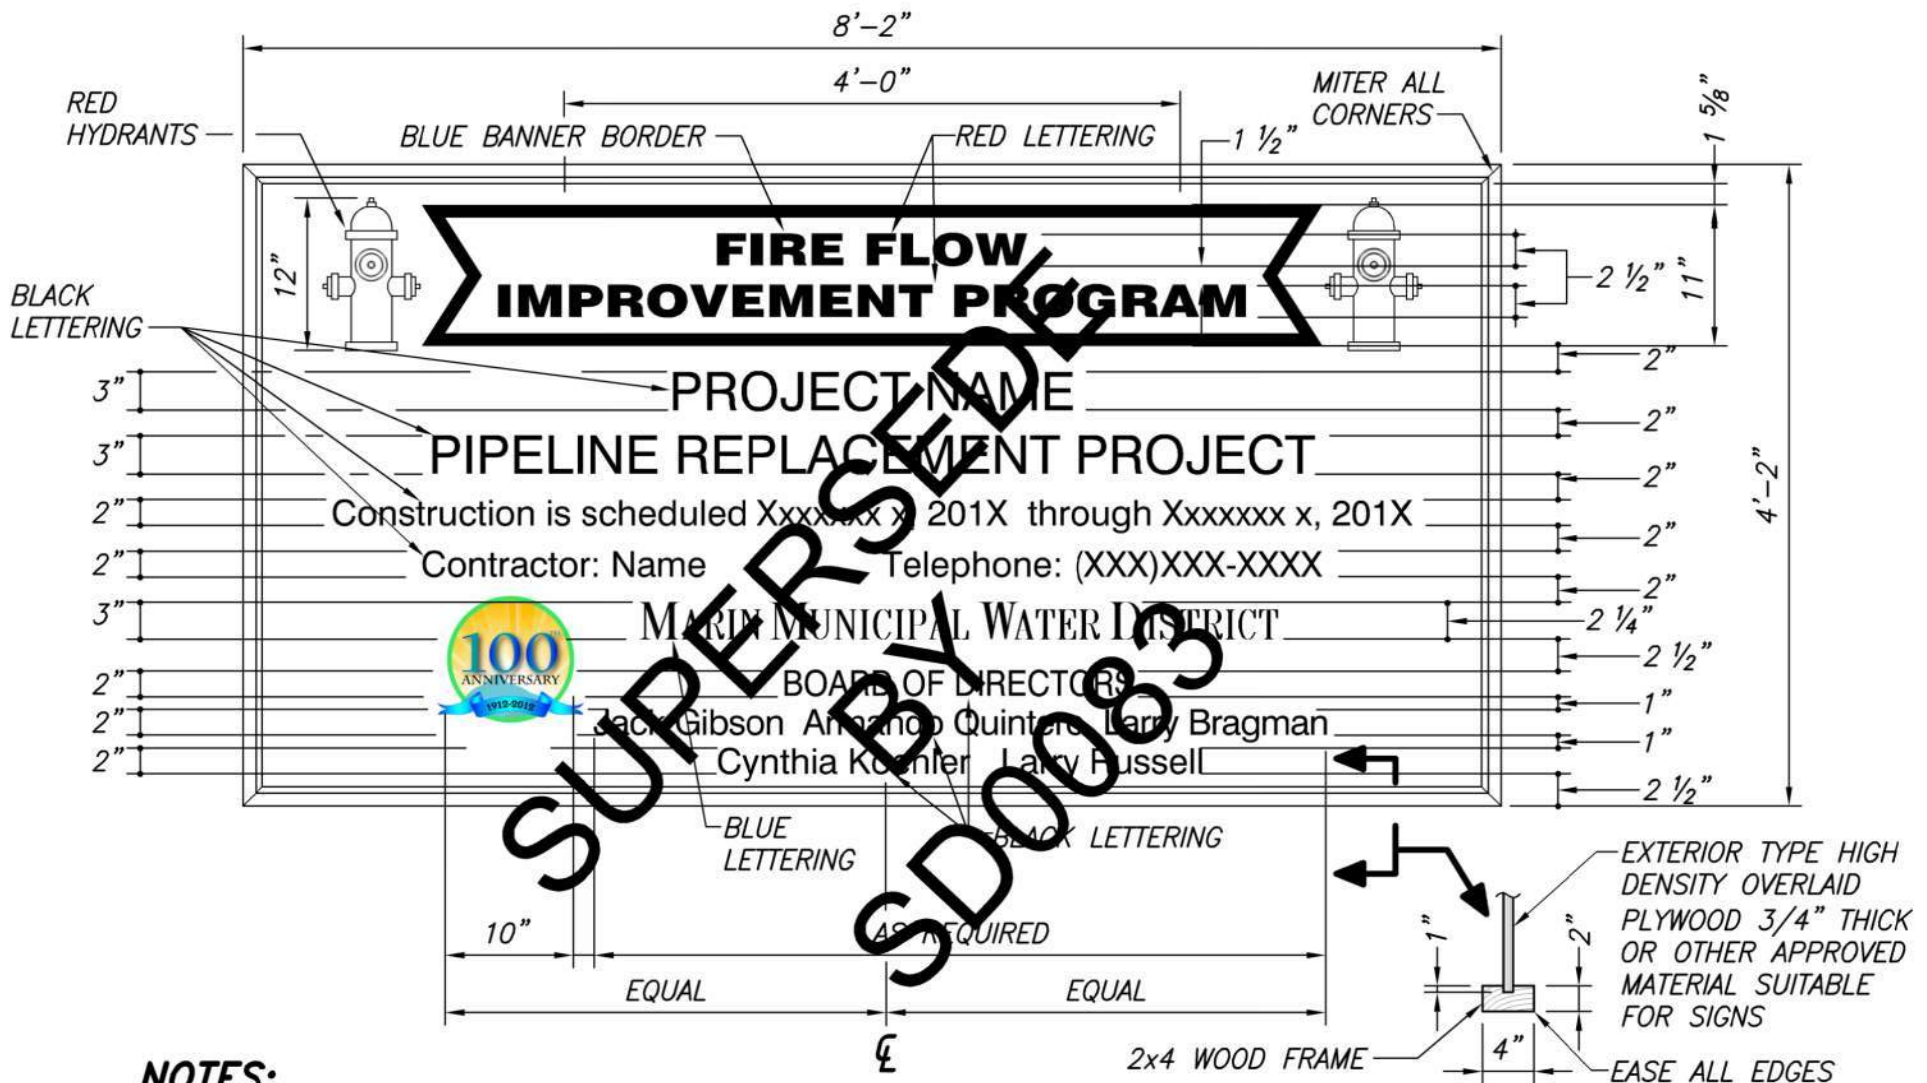 8'-2"
4'-0"
RED
HYDRANTS
BLUE BANNER BORDER
RED LETTERING
1 ½"
MITER ALL
CORNERS
1 ⅝"
12"
FIRE FLOW
IMPROVEMENT PROGRAM
2 ½"
11"
BLACK
LETTERING
2"
3"
PROJECT NAME
2"
3"
PIPELINE REPLACEMENT PROJECT
2"
4'-2"
2"
Construction is scheduled Xxxxxxx x, 201X through Xxxxxxx x, 201X
2"
2"
Contractor: Name Telephone: (XXX)XXX-XXXX
2"
3"
100TH
ANNIVERSARY
1912-2012
MARIN MUNICIPAL WATER DISTRICT
2 ¼"
2 ½"
2"
BOARD OF DIRECTORS
1"
2"
Jack Gibson Armando Quintero Larry Bragman
1"
2"
Cynthia Koehler Larry Russell
2 ½"
SUPERSEDE
BY
SD0083
BLUE
LETTERING
BLACK LETTERING
10"
AS REQUIRED
EQUAL
EQUAL
℄
EXTERIOR TYPE HIGH
DENSITY OVERLAID
PLYWOOD 3/4" THICK
OR OTHER APPROVED
MATERIAL SUITABLE
FOR SIGNS
1"
2"
2x4 WOOD FRAME
4"
EASE ALL EDGES
NOTES: